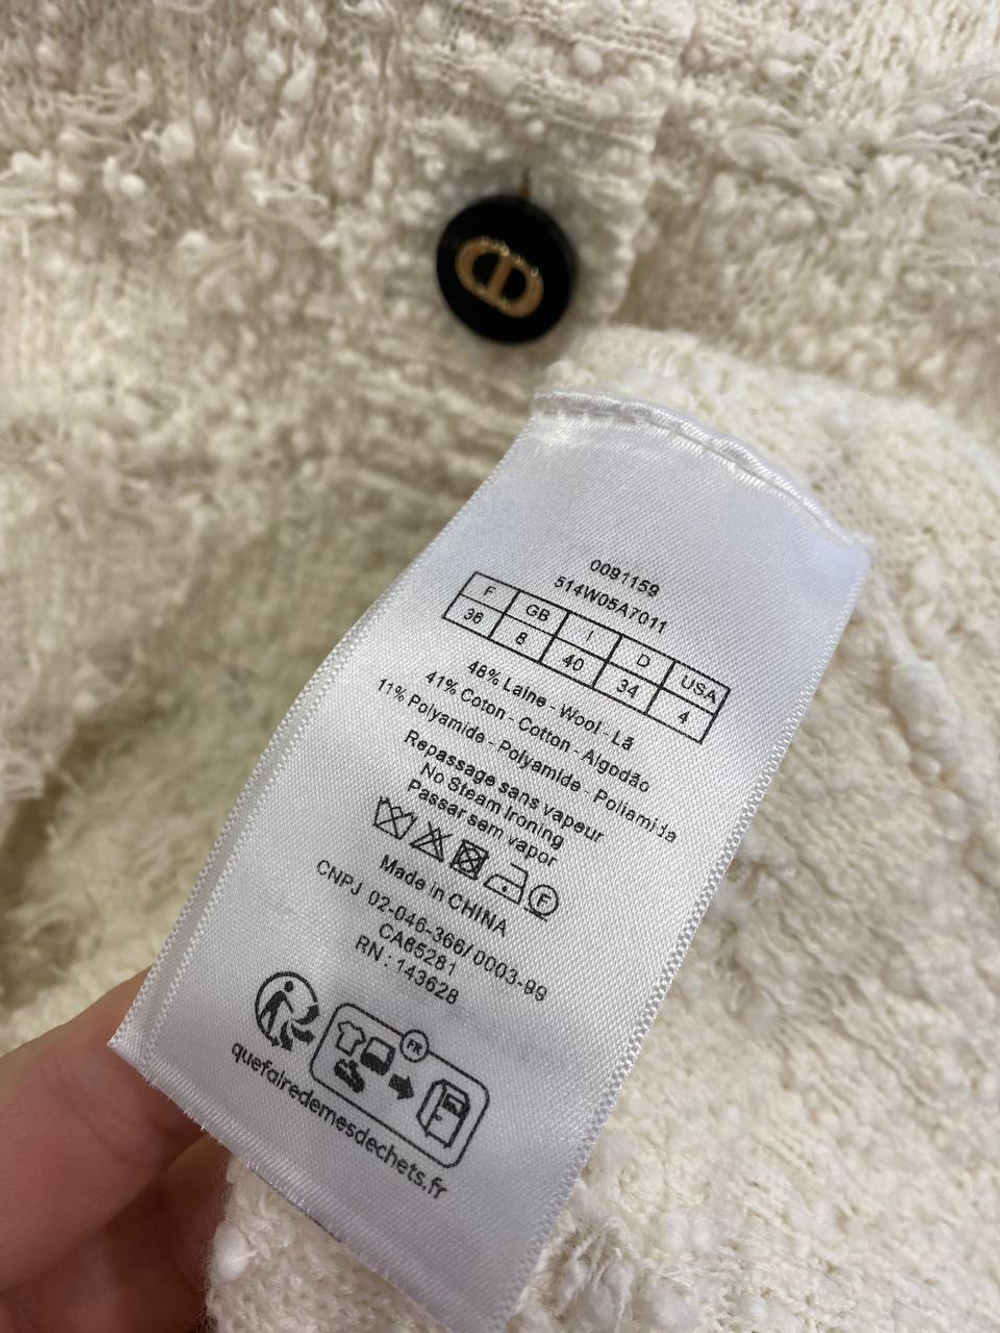 0091159
514W05A7011
F GB I D USA
36 8 40 34 4
48% Laine - Wool - Lã
41% Coton - Cotton - Algodão
11% Polyamide - Polyamide - Poliamida
Repassage sans vapeur
No Steam Ironing
Passar sem vapor
F
Made in CHINA
CNPJ 02-046-366/0003-99
CA65281
RN : 143628
FR
quefairedemesdechets.fr